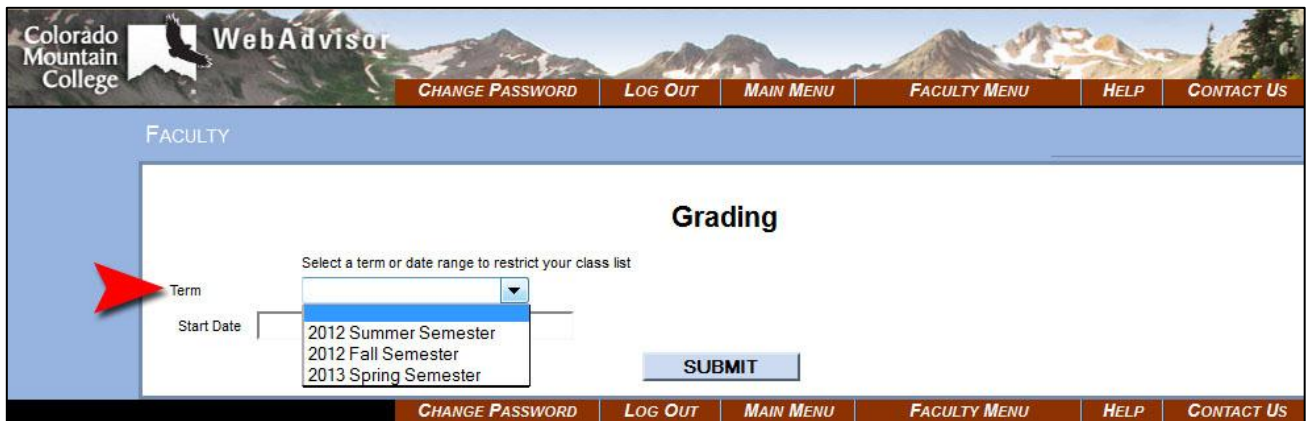 Colorado
Mountain
College
WebAdvisor
CHANGE PASSWORD LOG OUT MAIN MENU FACULTY MENU HELP CONTACT US
FACULTY
Grading
Select a term or date range to restrict your class list
Term
Start Date
2012 Summer Semester
2012 Fall Semester
2013 Spring Semester
SUBMIT
CHANGE PASSWORD LOG OUT MAIN MENU FACULTY MENU HELP CONTACT US